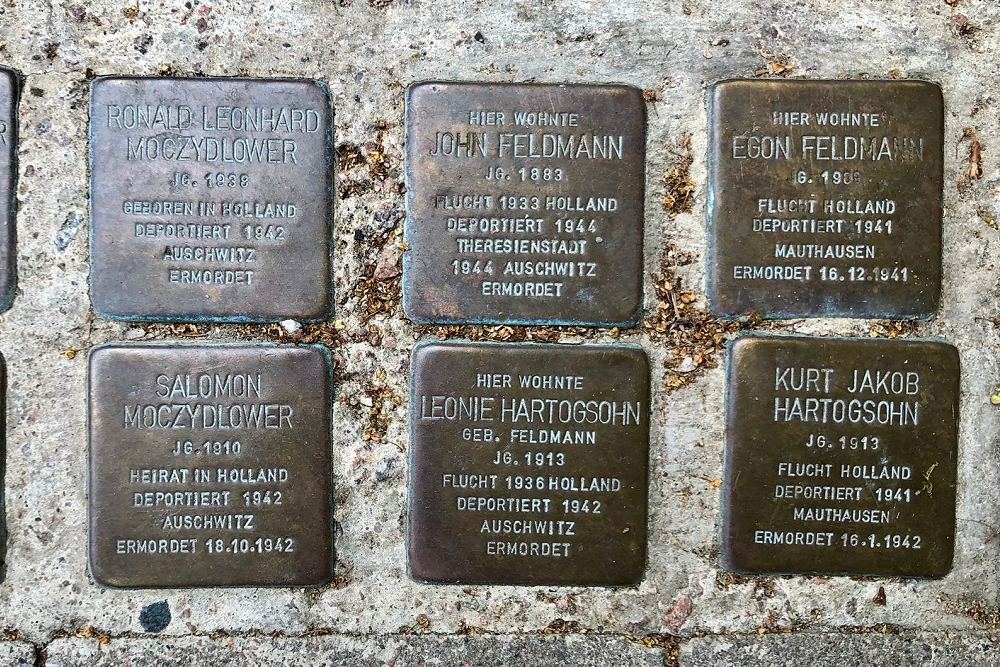 RONALD LEONHARD
MOCZYDLOWER
JG. 1938
GEBOREN IN HOLLAND
DEPORTIERT 1942
AUSCHWITZ
ERMORDET
HIER WOHNTE
JOHN FELDMANN
JG. 1883
FLUCHT 1933 HOLLAND
DEPORTIERT 1944
THERESIENSTADT
1944 AUSCHWITZ
ERMORDET
HIER WOHNTE
EGON FELDMANN
JG.
FLUCHT HOLLAND
DEPORTIERT 1941
MAUTHAUSEN
ERMORDET 16.12.1941
SALOMON
MOCZYDLOWER
JG. 1910
HEIRAT IN HOLLAND
DEPORTIERT 1942
AUSCHWITZ
ERMORDET 18.10.1942
HIER WOHNTE
LEONIE HARTOGSOHN
GEB. FELDMANN
JG. 1913
FLUCHT 1936 HOLLAND
DEPORTIERT 1942
AUSCHWITZ
ERMORDET
KURT JAKOB
HARTOGSOHN
JG. 1913
FLUCHT HOLLAND
DEPORTIERT 1941
MAUTHAUSEN
ERMORDET 16.1.1942